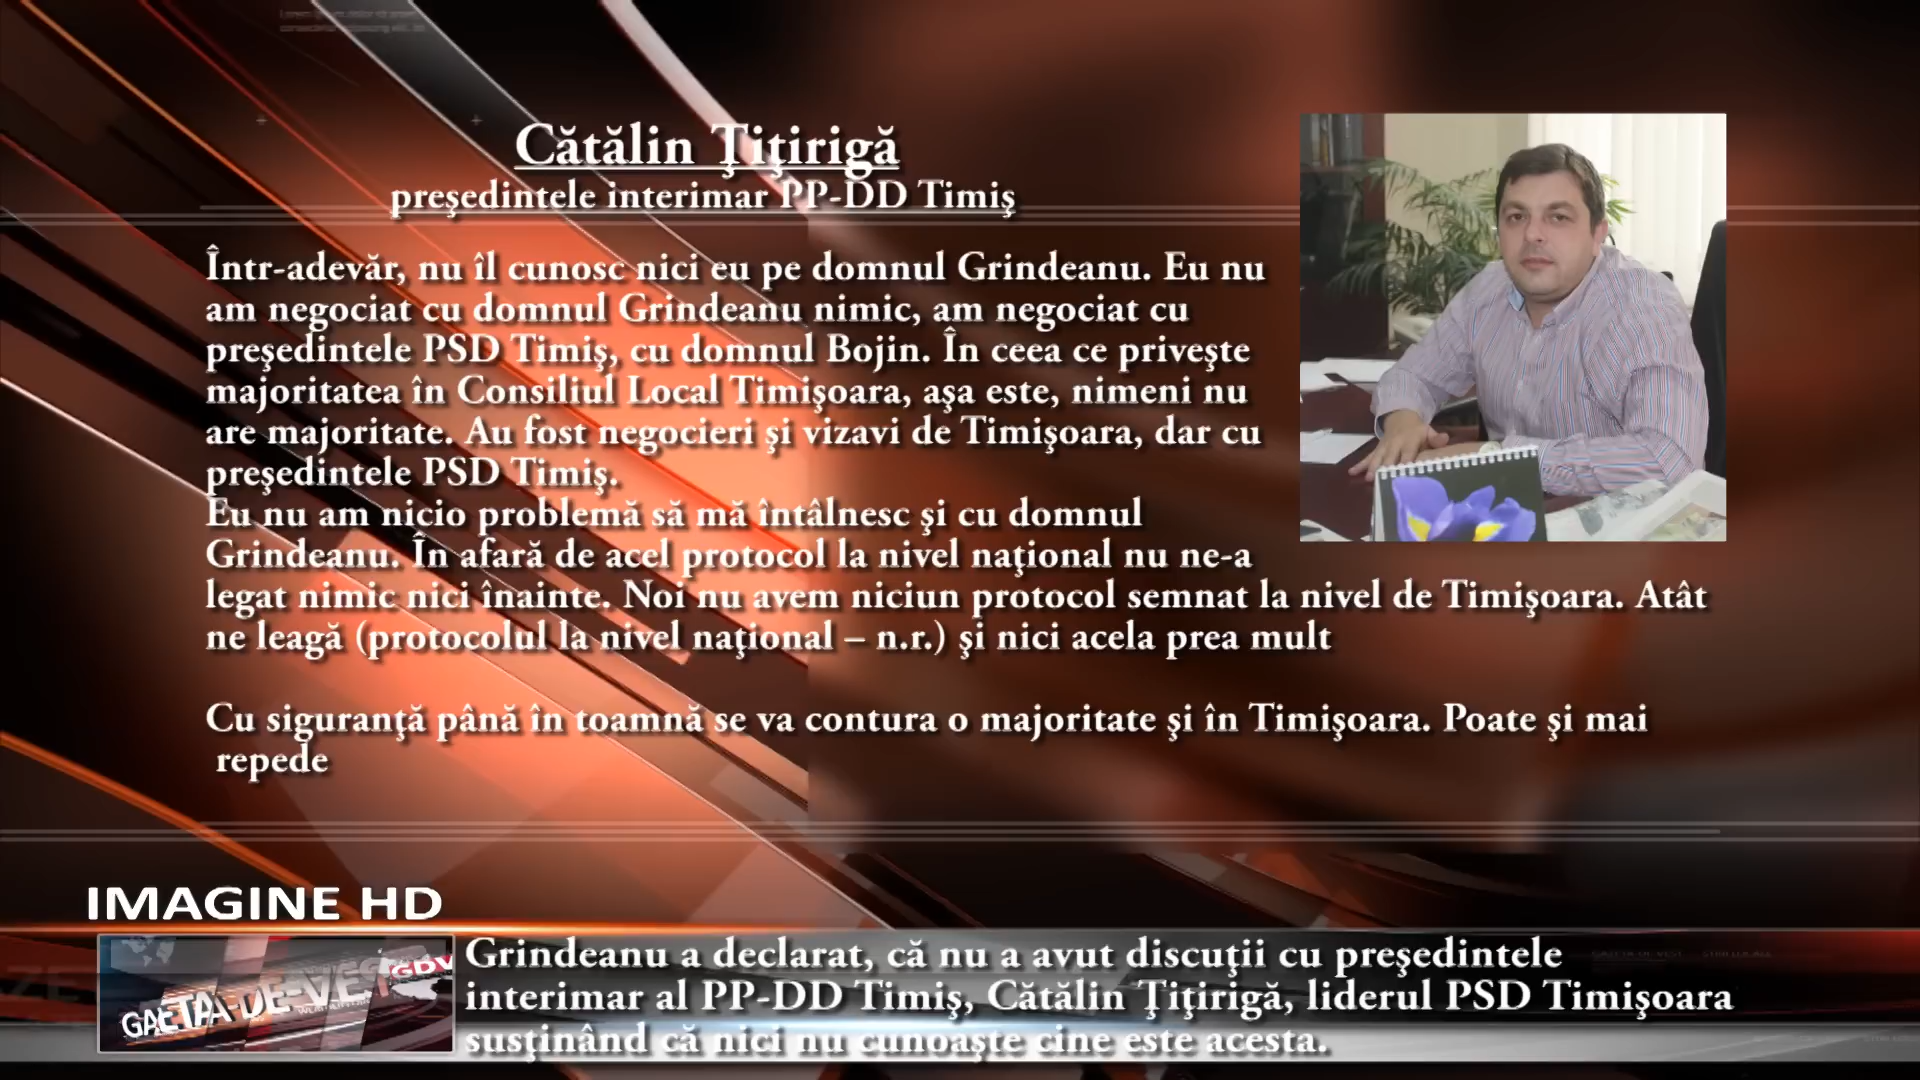 Cătălin Ţiţirigă
preşedintele interimar PP-DD Timiş
Într-adevăr, nu îl cunosc nici eu pe domnul Grindeanu. Eu nu
am negociat cu domnul Grindeanu nimic, am negociat cu
preşedintele PSD Timiş, cu domnul Bojin. În ceea ce priveşte
majoritatea în Consiliul Local Timişoara, aşa este, nimeni nu
are majoritate. Au fost negocieri şi vizavi de Timişoara, dar cu
preşedintele PSD Timiş.
Eu nu am nicio problemă să mă întâlnesc şi cu domnul
Grindeanu. În afară de acel protocol la nivel naţional nu ne-a
legat nimic nici înainte. Noi nu avem niciun protocol semnat la nivel de Timişoara. Atât
ne leagă (protocolul la nivel naţional – n.r.) şi nici acela prea mult
Cu siguranţă până în toamnă se va contura o majoritate şi în Timişoara. Poate şi mai
repede
IMAGINE HD
GDV
Grindeanu a declarat, că nu a avut discuţii cu preşedintele
interimar al PP-DD Timiş, Cătălin Ţiţirigă, liderul PSD Timişoara
susţinând că nici nu cunoaşte cine este acesta.